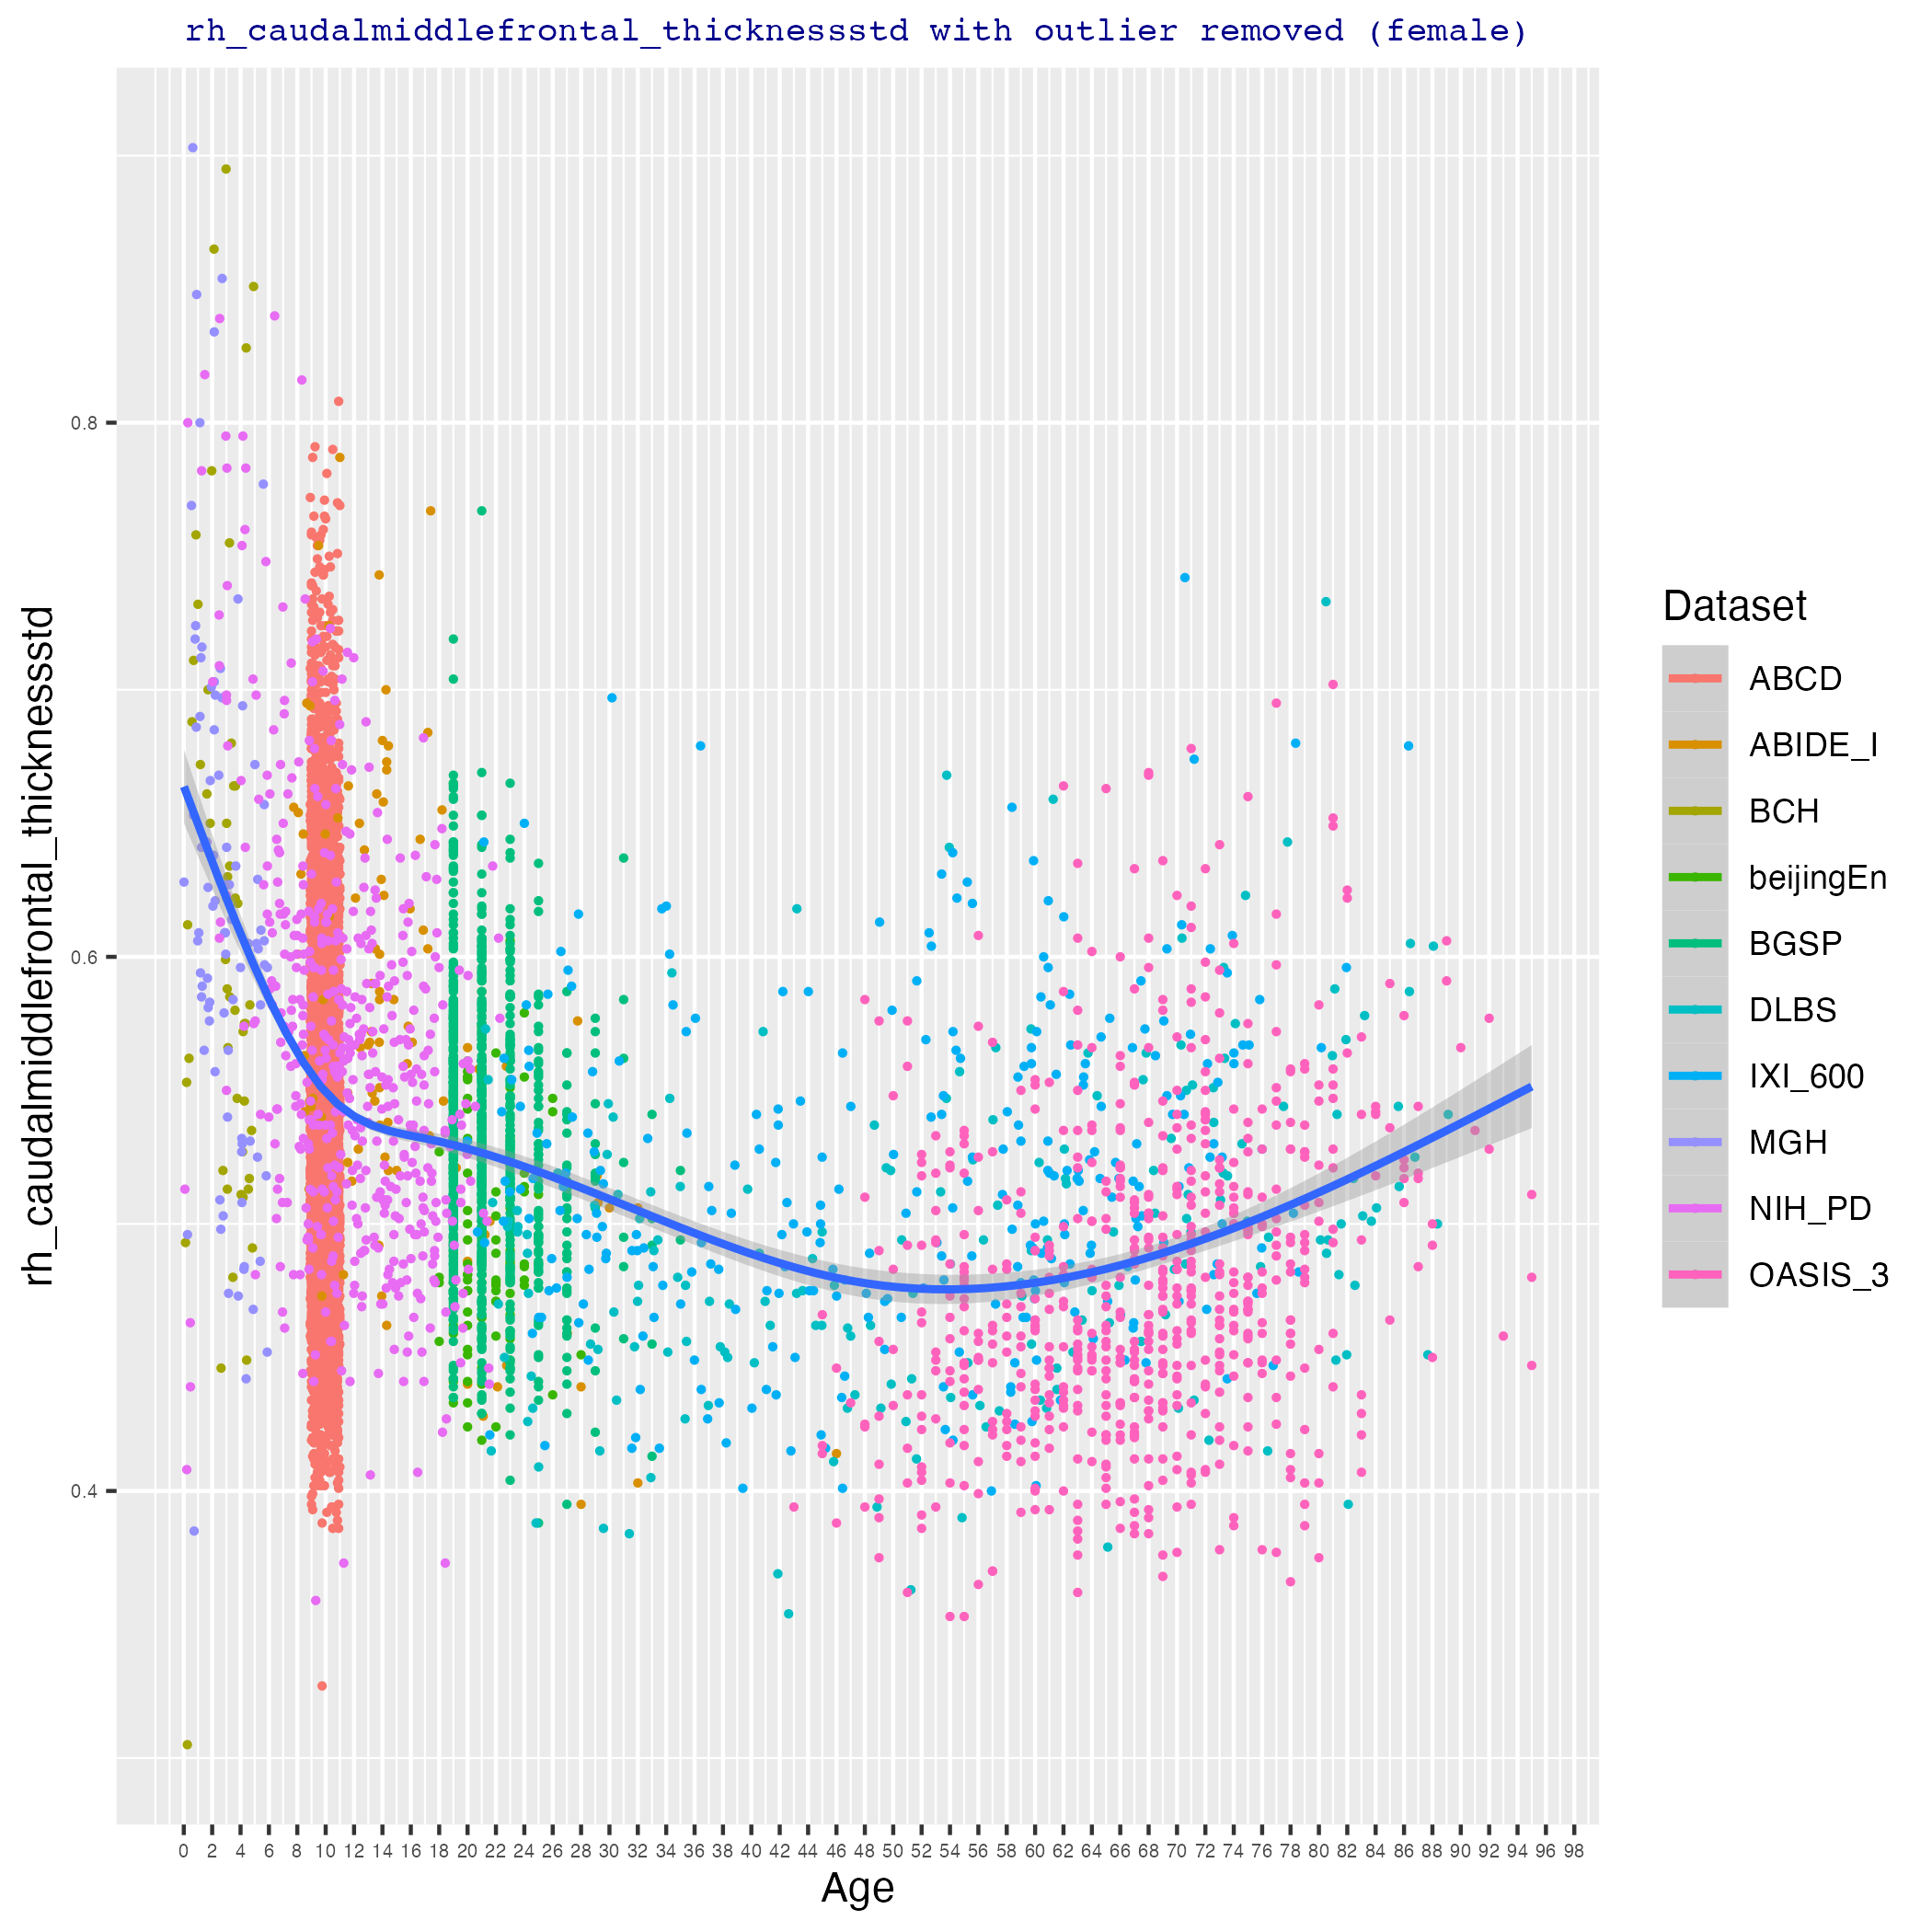 rh_caudalmiddlefrontal_thicknessstd with outlier removed (female)
rh_caudalmiddlefrontal_thicknessstd
0.8
0.6
0.4
0 2 4 6 8 10 12 14 16 18 20 22 24 26 28 30 32 34 36 38 40 42 44 46 48 50 52 54 56 58 60 62 64 66 68 70 72 74 76 78 80 82 84 86 88 90 92 94 96 98
Age
Dataset
ABCD
ABIDE_I
BCH
beijingEn
BGSP
DLBS
IXI_600
MGH
NIH_PD
OASIS_3